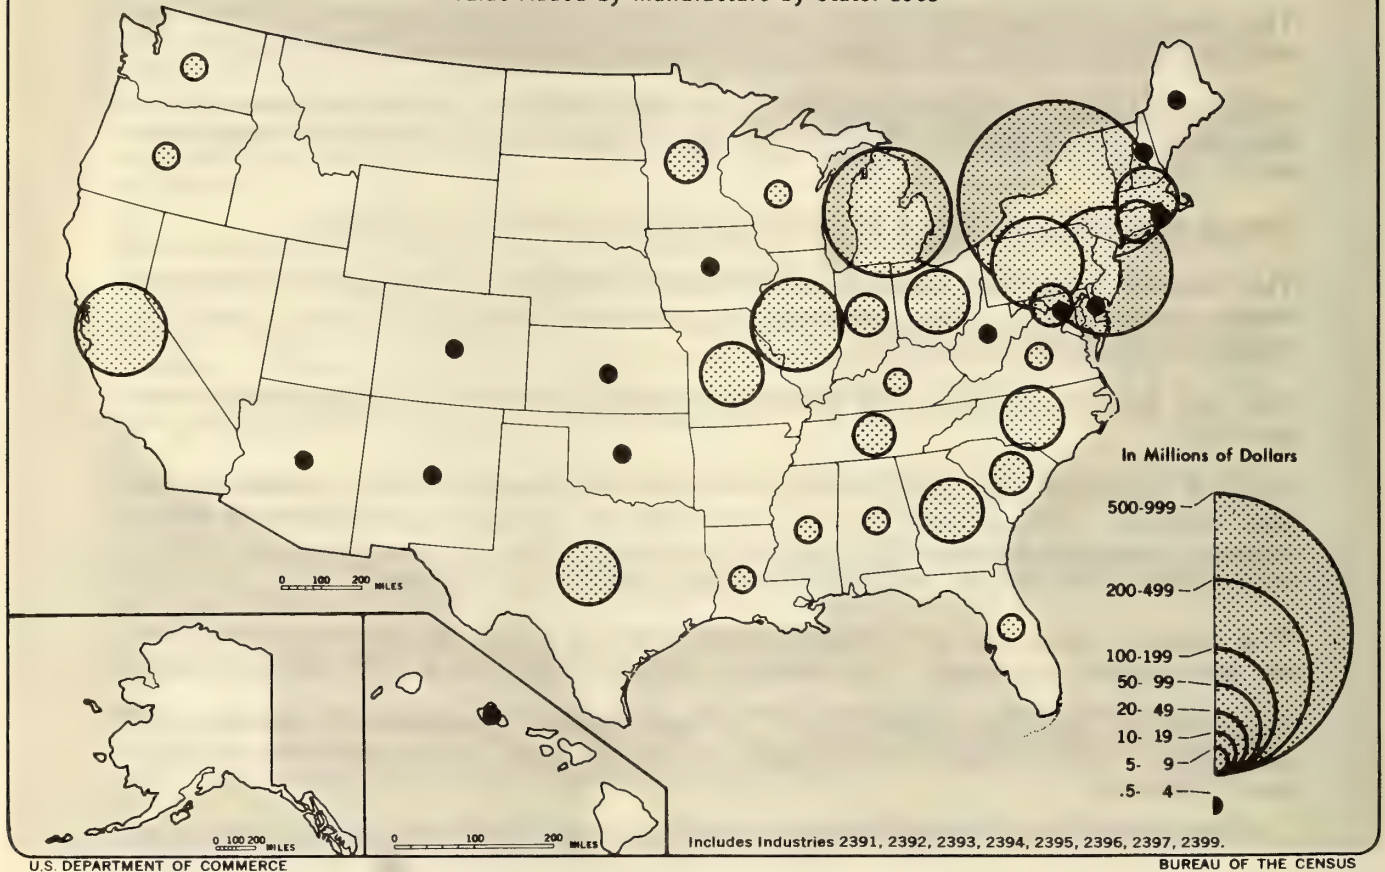 In Millions of Dollars
500-999
200-499
100-199
50- 99
20- 49
10- 19
5- 9
.5- 4
0 100 200 MILES
0 100 200 MILES
0 100 200 MILES
Includes Industries 2391, 2392, 2393, 2394, 2395, 2396, 2397, 2399.
U.S. DEPARTMENT OF COMMERCE
BUREAU OF THE CENSUS